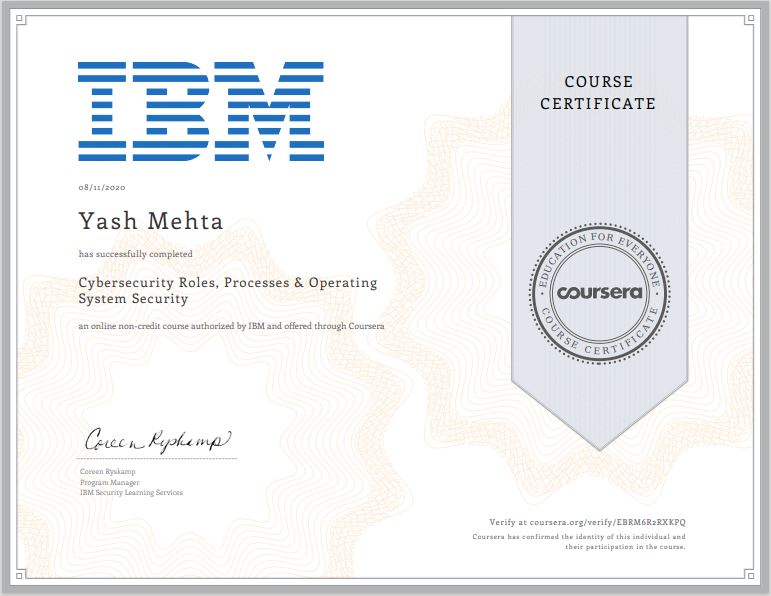 IBM
COURSE
CERTIFICATE
08/11/2020
Yash Mehta
has successfully completed
Cybersecurity Roles, Processes & Operating
System Security
an online non-credit course authorized by IBM and offered through Coursera
EDUCATION FOR EVERYONE
coursera
COURSE CERTIFICATE
Coreen Ryskamp
Coreen Ryskamp
Program Manager
IBM Security Learning Services
Verify at coursera.org/verify/EBRM6R2RXKPQ
Coursera has confirmed the identity of this individual and
their participation in the course.